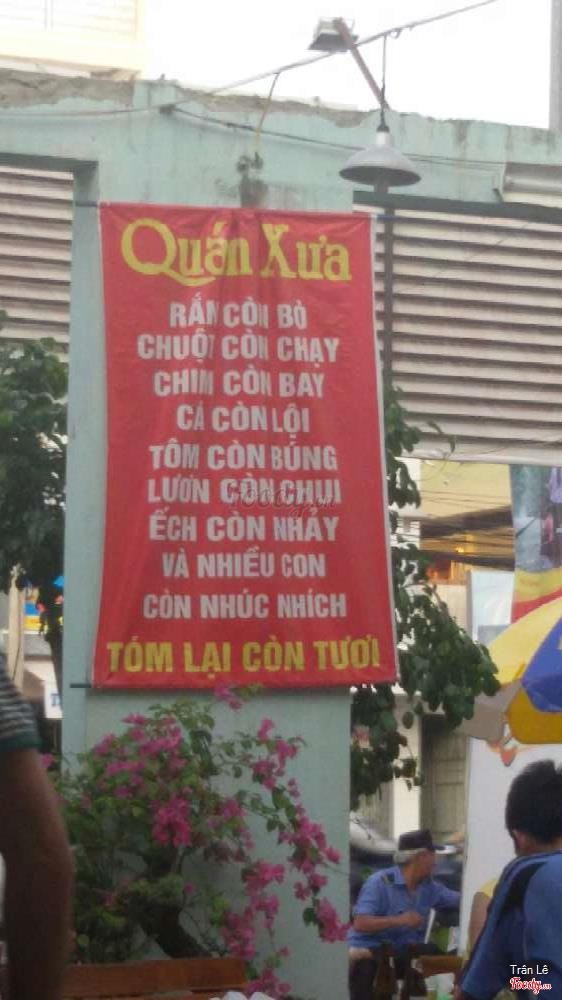 Quán Xưa
RẮN CÒN BÒ
CHUỘT CÒN CHẠY
CHIM CÒN BAY
CÁ CÒN LỘI
TÔM CÒN BÚNG
LƯƠN CÒN CHUI
ẾCH CÒN NHẢY
VÀ NHIỀU CON
CÒN NHÚC NHÍCH
TÓM LẠI CÒN TƯƠI
Trân Lê
Foody.vn